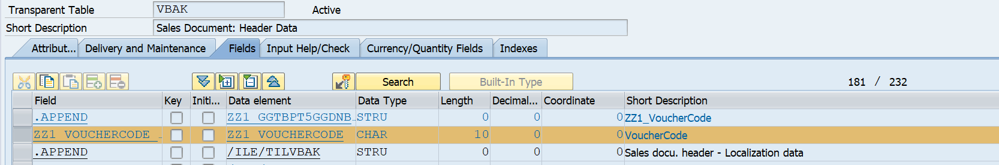 Transparent Table VBAK Active
Short Description Sales Document: Header Data
Attribut... Delivery and Maintenance Fields Input Help/Check Currency/Quantity Fields Indexes
Search Built-In Type 181 / 232
Field Key Initi... Data element Data Type Length Decimal... Coordinate Short Description
.APPEND ZZ1_GGTBPT5GGDNB... STRU 0 0 0 ZZ1_VoucherCode
ZZ1_VOUCHERCODE_... ZZ1_VOUCHERCODE CHAR 10 0 0 VoucherCode
.APPEND /ILE/TILVBAK STRU 0 0 0 Sales docu. header - Localization data